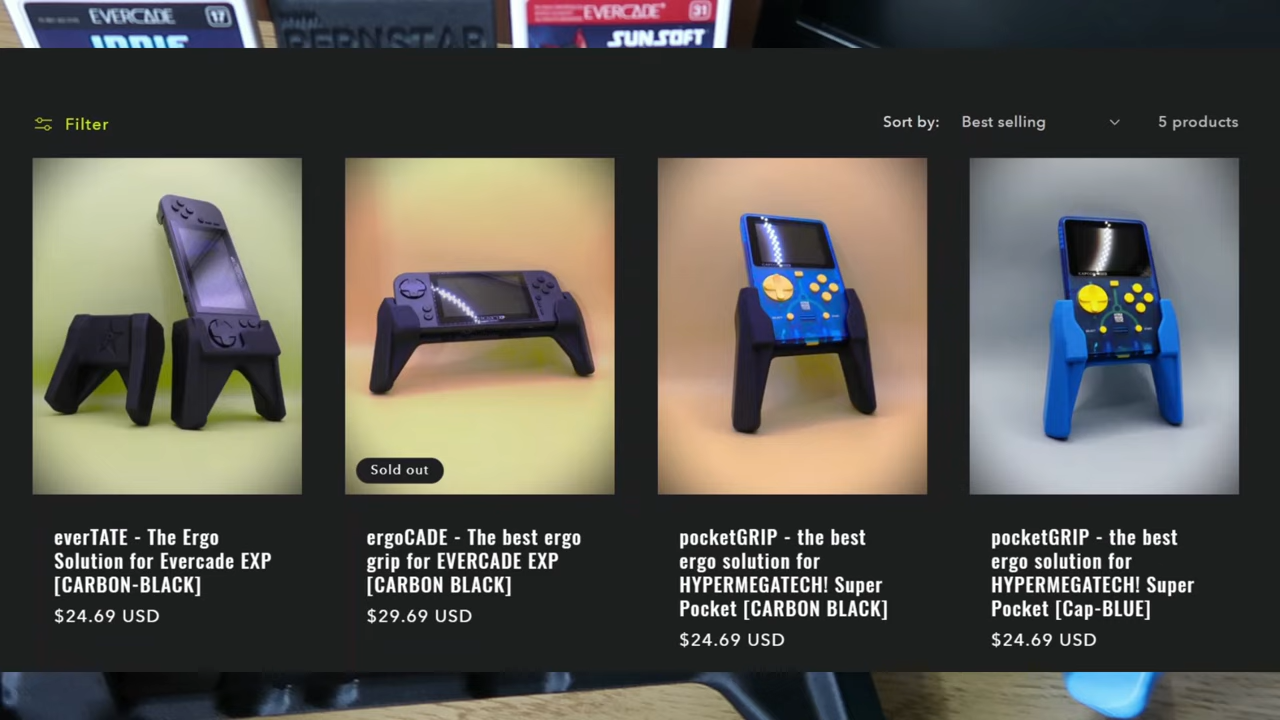 EVERCADE
17
INDIE
PERNSTAR
EVERCADE
31
SUNSOFT
Filter
Sort by:
Best selling
5 products
Sold out
everTATE - The Ergo
Solution for Evercade EXP
[CARBON-BLACK]
$24.69 USD
ergoCADE - The best ergo
grip for EVERCADE EXP
[CARBON BLACK]
$29.69 USD
pocketGRIP - the best
ergo solution for
HYPERMEGATECH! Super
Pocket [CARBON BLACK]
$24.69 USD
pocketGRIP - the best
ergo solution for
HYPERMEGATECH! Super
Pocket [Cap-BLUE]
$24.69 USD